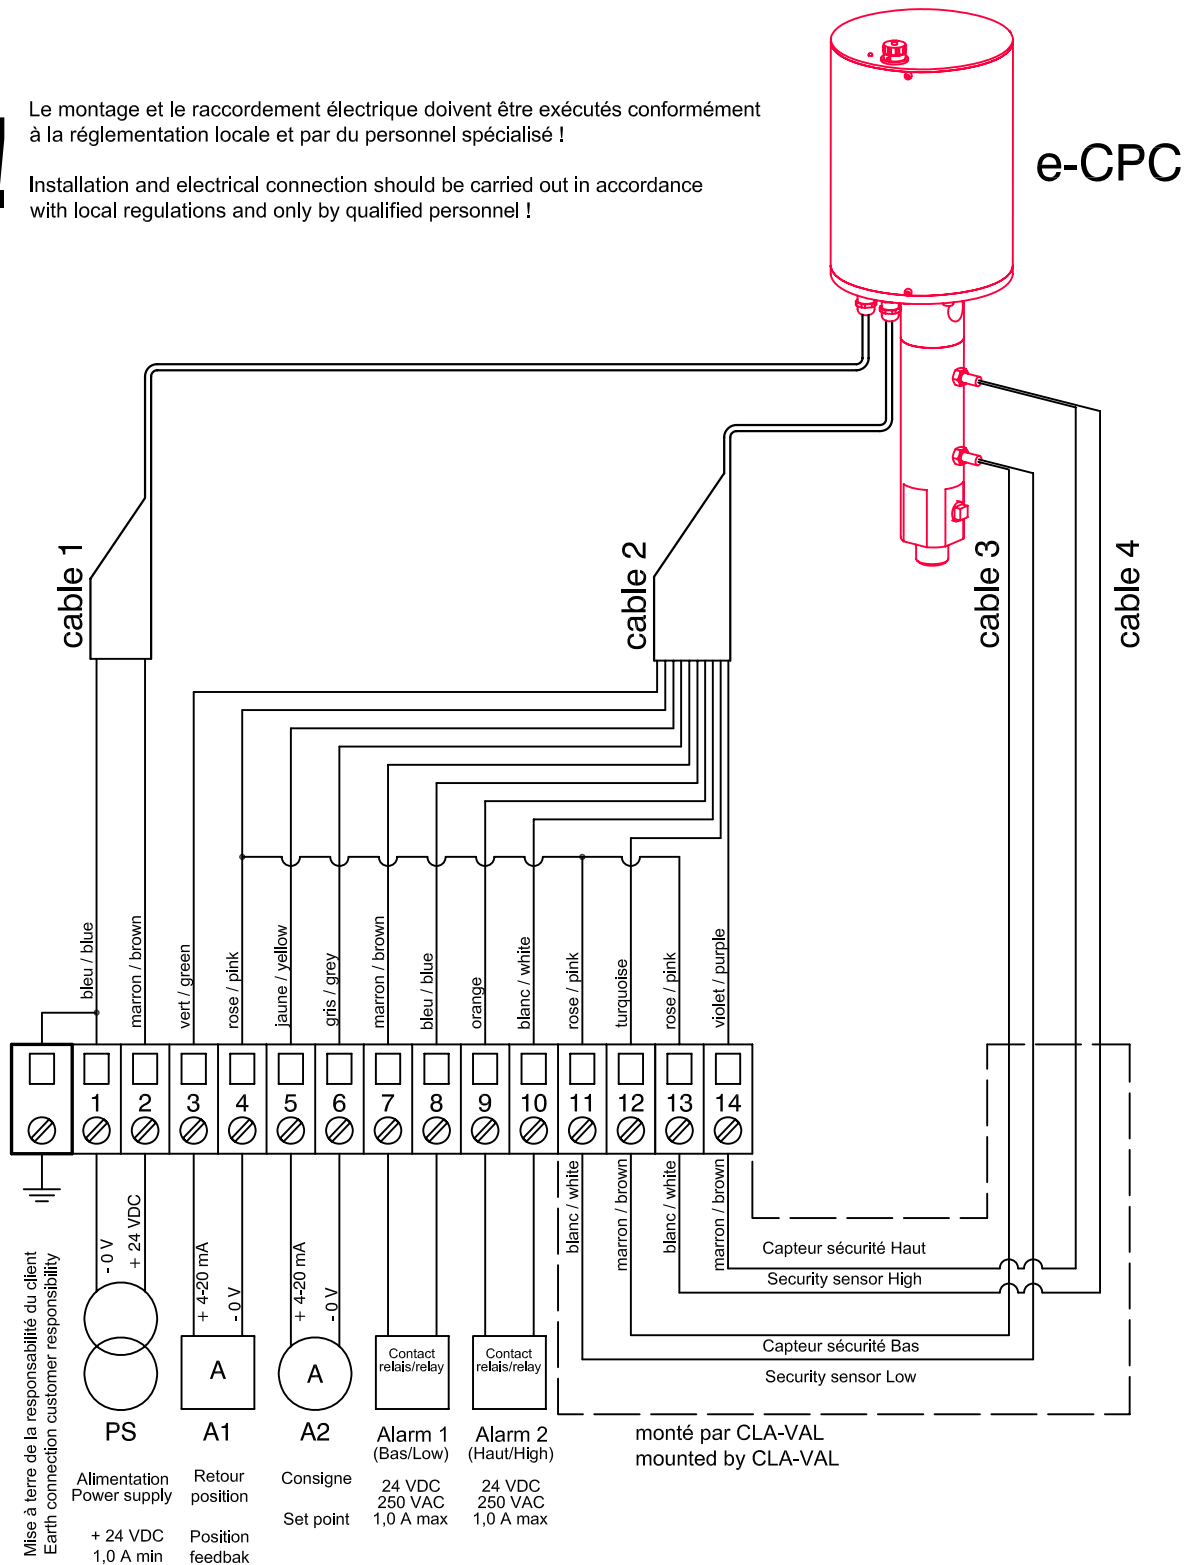 !
Le montage et le raccordement électrique doivent être exécutés conformément
à la réglementation locale et par du personnel spécialisé !
Installation and electrical connection should be carried out in accordance
with local regulations and only by qualified personnel !
e-CPC
cable 1
cable 2
cable 3
cable 4
bleu / blue
marron / brown
vert / green
rose / pink
jaune / yellow
gris / grey
marron / brown
bleu / blue
orange
blanc / white
rose / pink
turquoise
rose / pink
violet / purple
1 2 3 4 5 6 7 8 9 10 11 12 13 14
- 0 V
+ 24 VDC
+ 4-20 mA
- 0 V
+ 4-20 mA
- 0 V
blanc / white
marron / brown
blanc / white
marron / brown
Capteur sécurité Haut
Security sensor High
Capteur sécurité Bas
Security sensor Low
Mise à terre de la responsabilité du client
Earth connection customer responsibility
A
A
Contact
relais/relay
Contact
relais/relay
PS
Alimentation
Power supply
+ 24 VDC
1,0 A min
A1
Retour
position
Position
feedbak
A2
Consigne
Set point
Alarm 1
(Bas/Low)
24 VDC
250 VAC
1,0 A max
Alarm 2
(Haut/High)
24 VDC
250 VAC
1,0 A max
monté par CLA-VAL
mounted by CLA-VAL